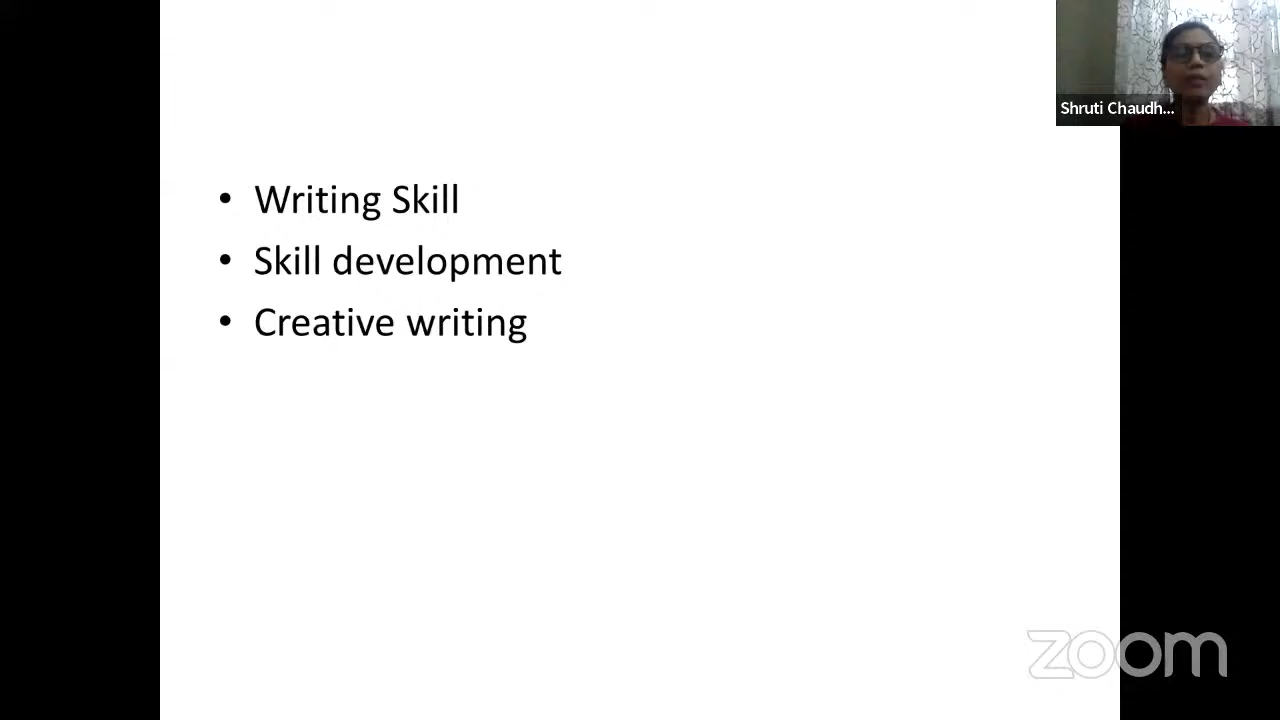 Shruti Chaudh...
• Writing Skill
• Skill development
• Creative writing
zoom